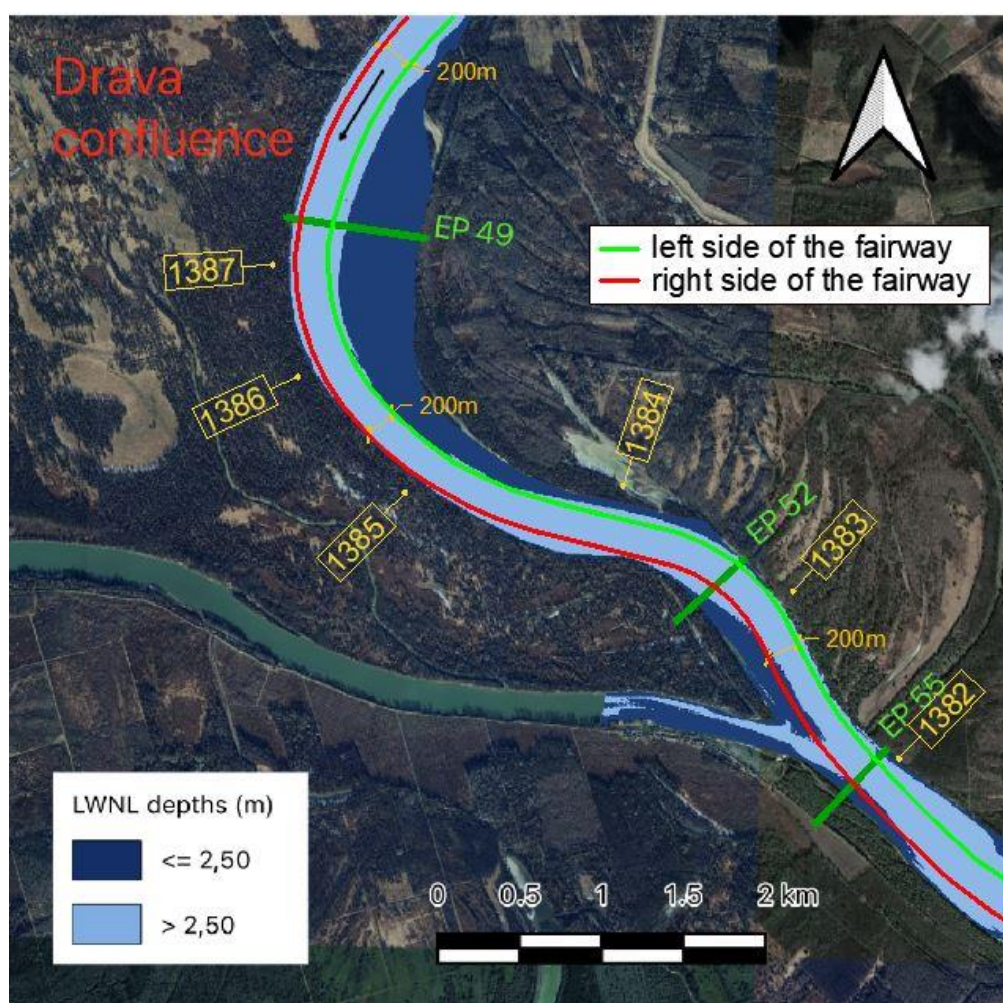 Drava
confluence
200m
EP 49
left side of the fairway
right side of the fairway
1387
1386
200m
1384
1385
EP 52
1383
200m
EP 55
1382
LWNL depths (m)
<= 2,50
> 2,50
0 0.5 1 1.5 2 km